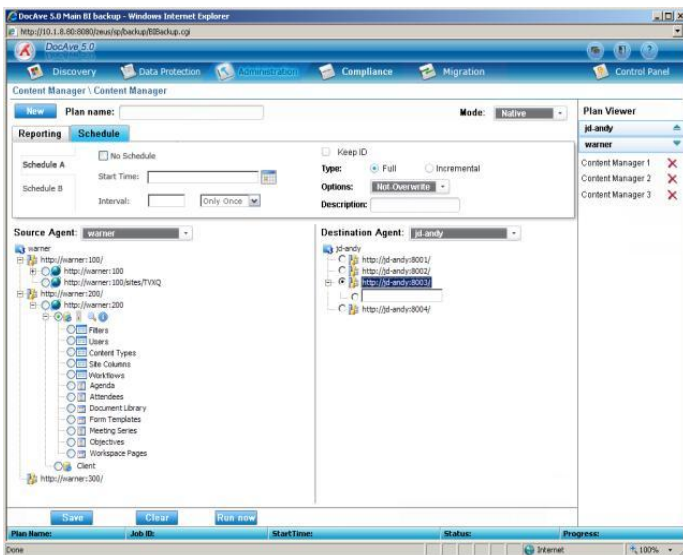 DocAve 5.0 Main BI backup - Windows Internet Explorer
http://10.1.8.80:8080/zeus/sp/backup/BIBackup.cgi
DocAve 5.0
Discovery Data Protection Administration Compliance Migration Control Panel
Content Manager \ Content Manager
New Plan name: Mode: Native
Plan Viewer
jd-andy
warner
Content Manager 1
Content Manager 2
Content Manager 3
Reporting Schedule
Schedule A
Schedule B
No Schedule
Start Time:
Interval: Only Once
Keep ID
Type: Full Incremental
Options: Not-Overwrite
Description:
Source Agent: warner
warner
http://warner:100/
http://warner:100
http://warner:100/sites/TVXQ
http://warner:200/
http://warner:200
Filters
Users
Content Types
Site Columns
Workflows
Agenda
Attendees
Document Library
Form Templates
Meeting Series
Objectives
Workspace Pages
Client
http://warner:300/
Destination Agent: jd-andy
jd-andy
http://jd-andy:8001/
http://jd-andy:8002/
http://jd-andy:8003/
http://jd-andy:8004/
Save Clear Run now
Plan Name: Job ID: StartTime: Status: Progress:
Done Internet 100%